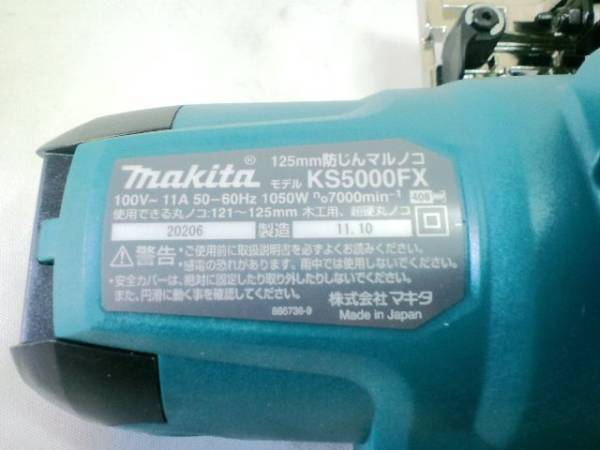 makita® 125mm防じんマルノコ
モデル KS5000FX
100V~ 11A 50-60Hz 1050W n₀7000min⁻¹
使用できる丸ノコ:121~125mm 木工用、超硬丸ノコ
20206 製造 11.10
警告:ご使用前に取扱説明書を必ずよくお読みください。
感電の恐れがあります。雨中では使用しないでください。
・安全カバーは、絶対に固定したり取り外したりしないでください。
また、円滑に動く事を確認してください。
株式会社 マキタ
885736-9 Made in Japan